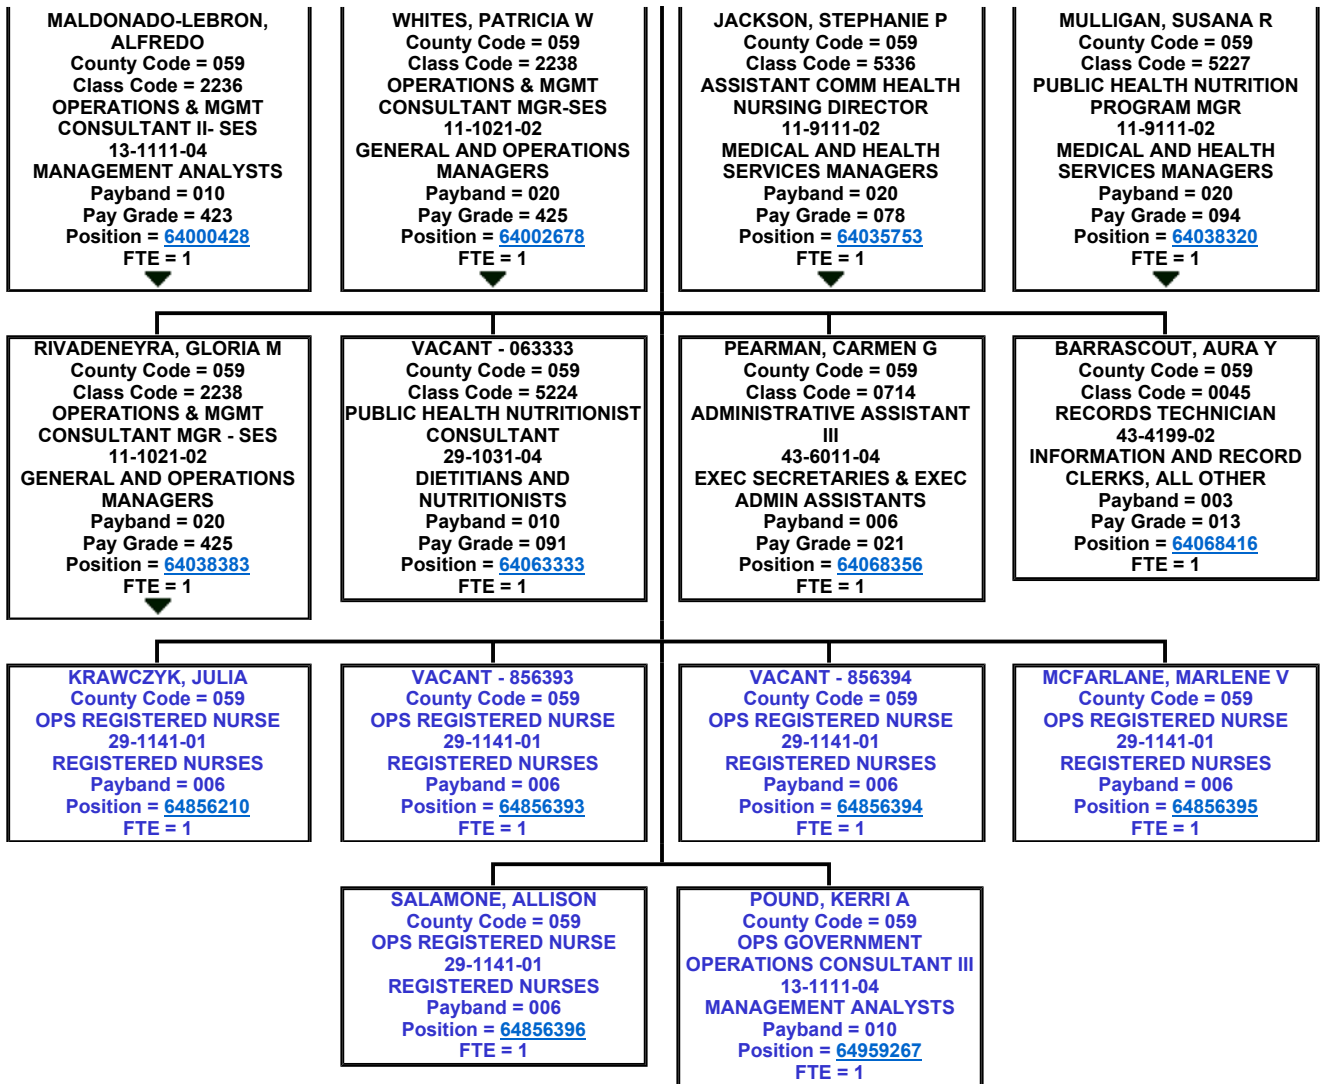 MALDONADO-LEBRON,
ALFREDO
County Code = 059
Class Code = 2236
OPERATIONS & MGMT
CONSULTANT II- SES
13-1111-04
MANAGEMENT ANALYSTS
Payband = 010
Pay Grade = 423
Position = 64000428
FTE = 1
WHITES, PATRICIA W
County Code = 059
Class Code = 2238
OPERATIONS & MGMT
CONSULTANT MGR-SES
11-1021-02
GENERAL AND OPERATIONS
MANAGERS
Payband = 020
Pay Grade = 425
Position = 64002678
FTE = 1
JACKSON, STEPHANIE P
County Code = 059
Class Code = 5336
ASSISTANT COMM HEALTH
NURSING DIRECTOR
11-9111-02
MEDICAL AND HEALTH
SERVICES MANAGERS
Payband = 020
Pay Grade = 078
Position = 64035753
FTE = 1
MULLIGAN, SUSANA R
County Code = 059
Class Code = 5227
PUBLIC HEALTH NUTRITION
PROGRAM MGR
11-9111-02
MEDICAL AND HEALTH
SERVICES MANAGERS
Payband = 020
Pay Grade = 094
Position = 64038320
FTE = 1
RIVADENEYRA, GLORIA M
County Code = 059
Class Code = 2238
OPERATIONS & MGMT
CONSULTANT MGR - SES
11-1021-02
GENERAL AND OPERATIONS
MANAGERS
Payband = 020
Pay Grade = 425
Position = 64038383
FTE = 1
VACANT - 063333
County Code = 059
Class Code = 5224
PUBLIC HEALTH NUTRITIONIST
CONSULTANT
29-1031-04
DIETITIANS AND
NUTRITIONISTS
Payband = 010
Pay Grade = 091
Position = 64063333
FTE = 1
PEARMAN, CARMEN G
County Code = 059
Class Code = 0714
ADMINISTRATIVE ASSISTANT
III
43-6011-04
EXEC SECRETARIES & EXEC
ADMIN ASSISTANTS
Payband = 006
Pay Grade = 021
Position = 64068356
FTE = 1
BARRASCOUT, AURA Y
County Code = 059
Class Code = 0045
RECORDS TECHNICIAN
43-4199-02
INFORMATION AND RECORD
CLERKS, ALL OTHER
Payband = 003
Pay Grade = 013
Position = 64068416
FTE = 1
KRAWCZYK, JULIA
County Code = 059
OPS REGISTERED NURSE
29-1141-01
REGISTERED NURSES
Payband = 006
Position = 64856210
FTE = 1
VACANT - 856393
County Code = 059
OPS REGISTERED NURSE
29-1141-01
REGISTERED NURSES
Payband = 006
Position = 64856393
FTE = 1
VACANT - 856394
County Code = 059
OPS REGISTERED NURSE
29-1141-01
REGISTERED NURSES
Payband = 006
Position = 64856394
FTE = 1
MCFARLANE, MARLENE V
County Code = 059
OPS REGISTERED NURSE
29-1141-01
REGISTERED NURSES
Payband = 006
Position = 64856395
FTE = 1
SALAMONE, ALLISON
County Code = 059
OPS REGISTERED NURSE
29-1141-01
REGISTERED NURSES
Payband = 006
Position = 64856396
FTE = 1
POUND, KERRI A
County Code = 059
OPS GOVERNMENT
OPERATIONS CONSULTANT III
13-1111-04
MANAGEMENT ANALYSTS
Payband = 010
Position = 64959267
FTE = 1